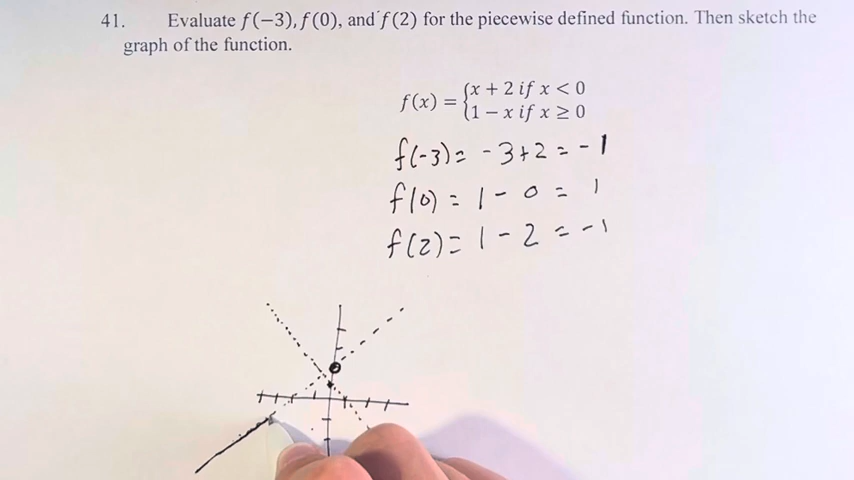 41. Evaluate f(−3), f(0), and f(2) for the piecewise defined function. Then sketch the
graph of the function.
f(x) = {x + 2 if x < 0
{1 − x if x ≥ 0
f(-3) = -3+2 = -1
f(0) = 1 - 0 = 1
f(2) = 1 - 2 = -1